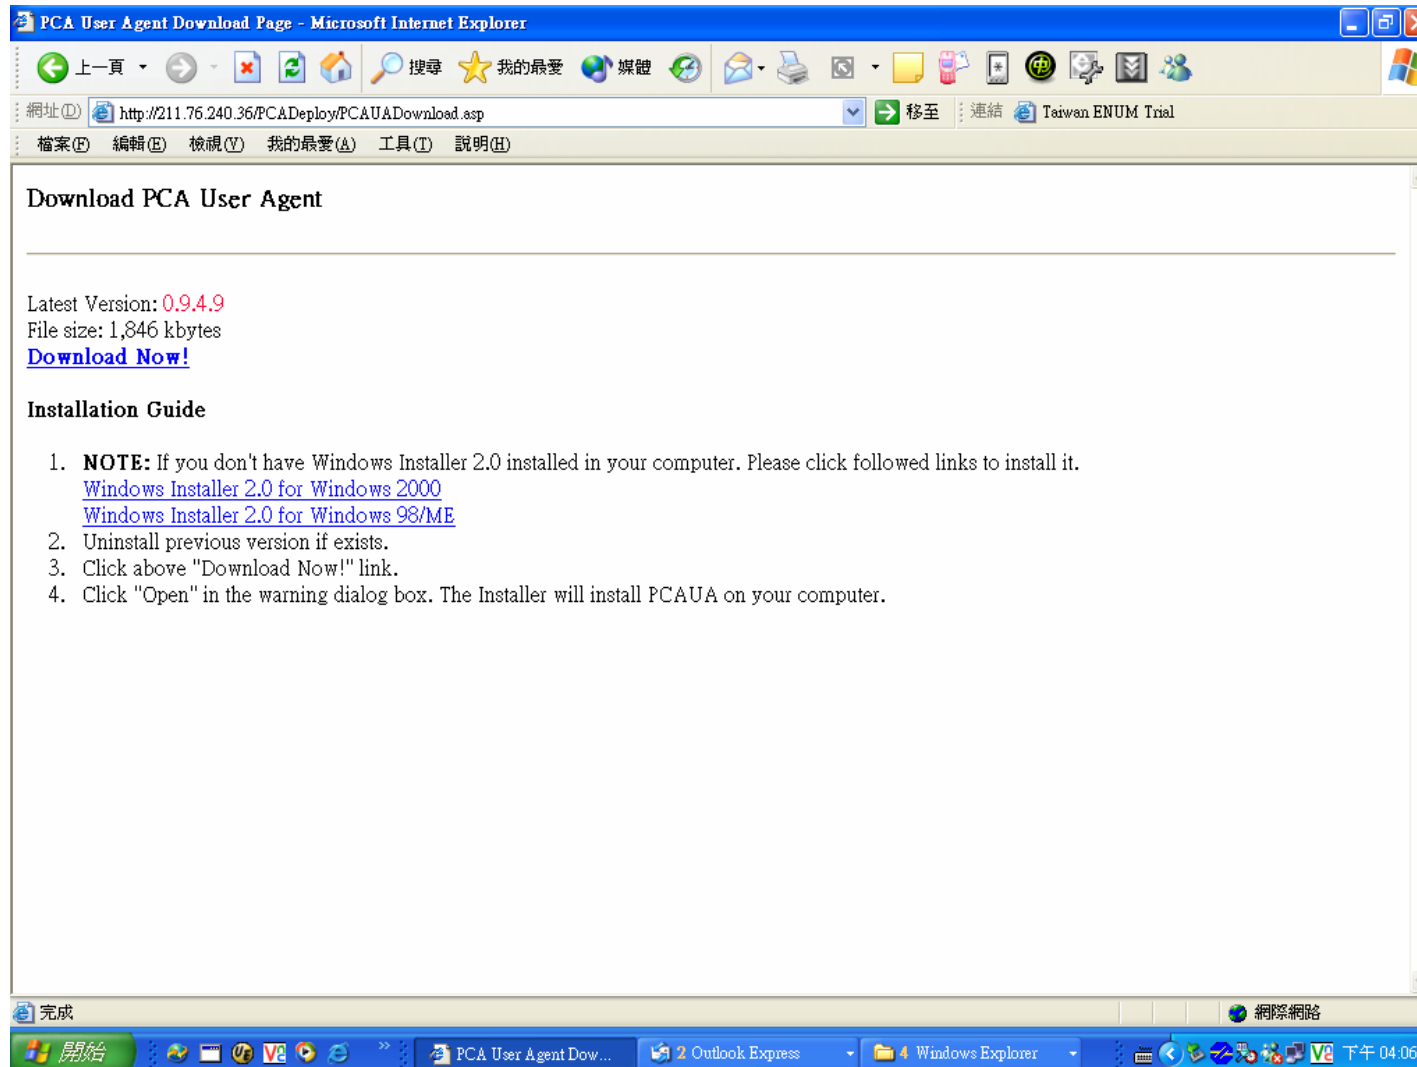 PCA User Agent Download Page - Microsoft Internet Explorer
上一頁 搜尋 我的最愛 媒體
網址(D) http://211.76.240.36/PCADeploy/PCAUADownload.asp 移至 連結 Taiwan ENUM Trial
檔案(F) 編輯(E) 檢視(V) 我的最愛(A) 工具(T) 說明(H)
Download PCA User Agent
Latest Version: 0.9.4.9
File size: 1,846 kbytes
Download Now!
Installation Guide
1. NOTE: If you don't have Windows Installer 2.0 installed in your computer. Please click followed links to install it.
Windows Installer 2.0 for Windows 2000
Windows Installer 2.0 for Windows 98/ME
2. Uninstall previous version if exists.
3. Click above "Download Now!" link.
4. Click "Open" in the warning dialog box. The Installer will install PCAUA on your computer.
完成 網際網路
開始 PCA User Agent Dow... 2 Outlook Express 4 Windows Explorer 下午 04:06